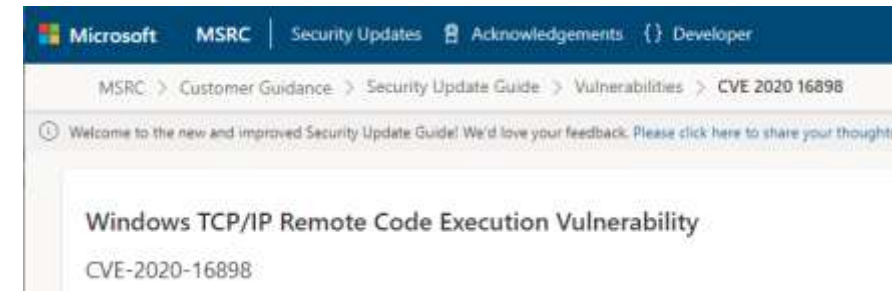 Microsoft MSRC Security Updates Acknowledgements {} Developer
MSRC > Customer Guidance > Security Update Guide > Vulnerabilities > CVE 2020 16898
Welcome to the new and improved Security Update Guide! We'd love your feedback. Please click here to share your thought
Windows TCP/IP Remote Code Execution Vulnerability
CVE-2020-16898